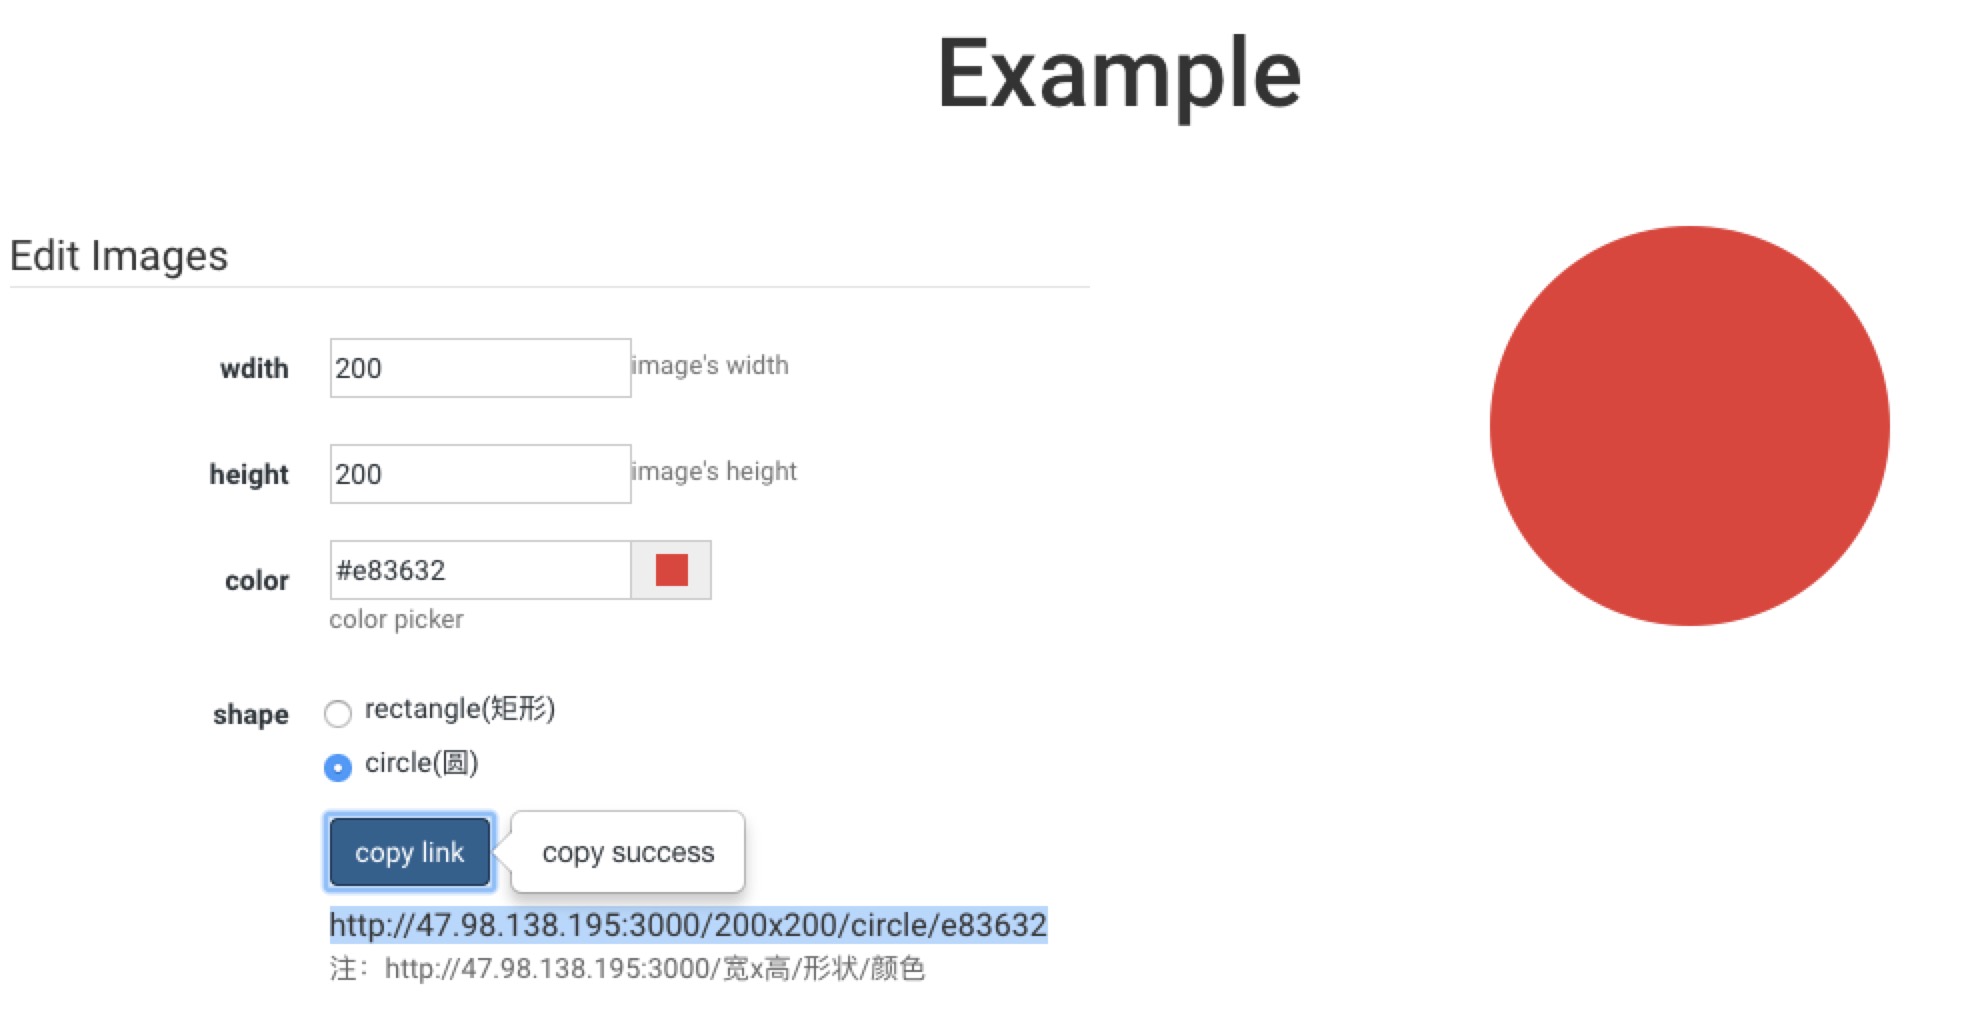 Example
Edit Images
wdith 200 image's width
height 200 image's height
color #e83632
color picker
shape rectangle(矩形)
circle(圆)
copy link copy success
http://47.98.138.195:3000/200x200/circle/e83632
注：http://47.98.138.195:3000/宽x高/形状/颜色